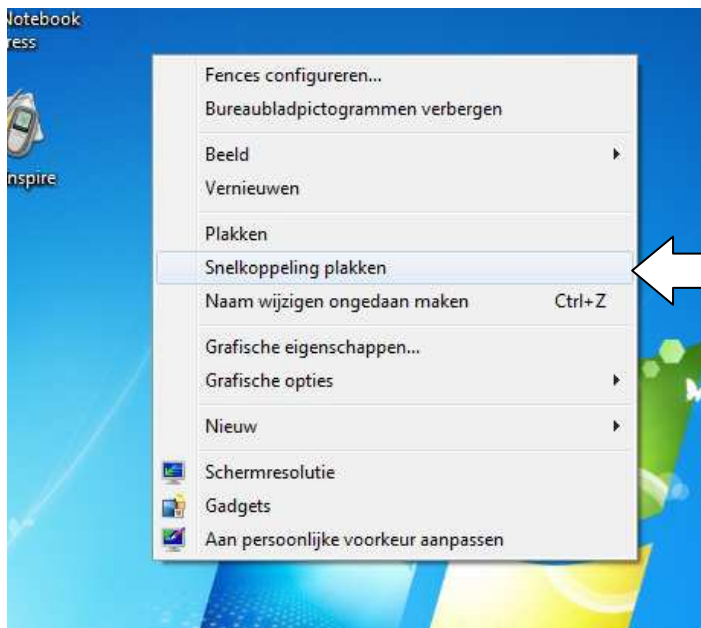 Notebook
ress
nspire
Fences configureren...
Bureaubladpictogrammen verbergen
Beeld
Vernieuwen
Plakken
Snelkoppeling plakken
Naam wijzigen ongedaan maken Ctrl+Z
Grafische eigenschappen...
Grafische opties
Nieuw
Schermresolutie
Gadgets
Aan persoonlijke voorkeur aanpassen